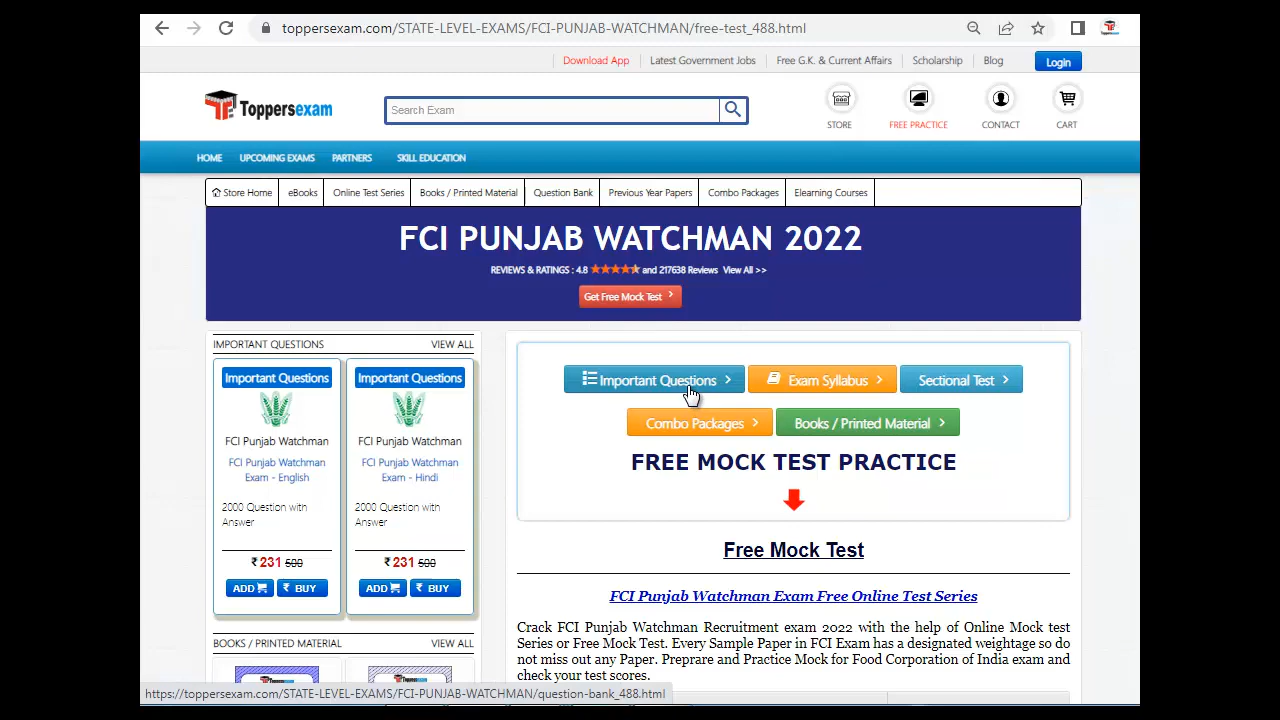 toppersexam.com/STATE-LEVEL-EXAMS/FCI-PUNJAB-WATCHMAN/free-test_488.html
Download App
Latest Government Jobs
Free G.K. & Current Affairs
Scholarship
Blog
Login
Toppersexam
Search Exam
STORE
FREE PRACTICE
CONTACT
CART
HOME
UPCOMING EXAMS
PARTNERS
SKILL EDUCATION
Store Home
eBooks
Online Test Series
Books / Printed Material
Question Bank
Previous Year Papers
Combo Packages
Elearning Courses
FCI PUNJAB WATCHMAN 2022
REVIEWS & RATINGS : 4.8 and 217638 Reviews View All >>
Get Free Mock Test
IMPORTANT QUESTIONS
VIEW ALL
Important Questions
FCI Punjab Watchman
FCI Punjab Watchman
Exam - English
2000 Question with
Answer
₹ 231 500
ADD
₹ BUY
Important Questions
FCI Punjab Watchman
FCI Punjab Watchman
Exam - Hindi
2000 Question with
Answer
₹ 231 500
ADD
₹ BUY
BOOKS / PRINTED MATERIAL
VIEW ALL
Important Questions
Exam Syllabus
Sectional Test
Combo Packages
Books / Printed Material
FREE MOCK TEST PRACTICE
Free Mock Test
FCI Punjab Watchman Exam Free Online Test Series
Crack FCI Punjab Watchman Recruitment exam 2022 with the help of Online Mock test
Series or Free Mock Test. Every Sample Paper in FCI Exam has a designated weightage so do
not miss out any Paper. Preprare and Practice Mock for Food Corporation of India exam and
check your test scores.
https://toppersexam.com/STATE-LEVEL-EXAMS/FCI-PUNJAB-WATCHMAN/question-bank_488.html